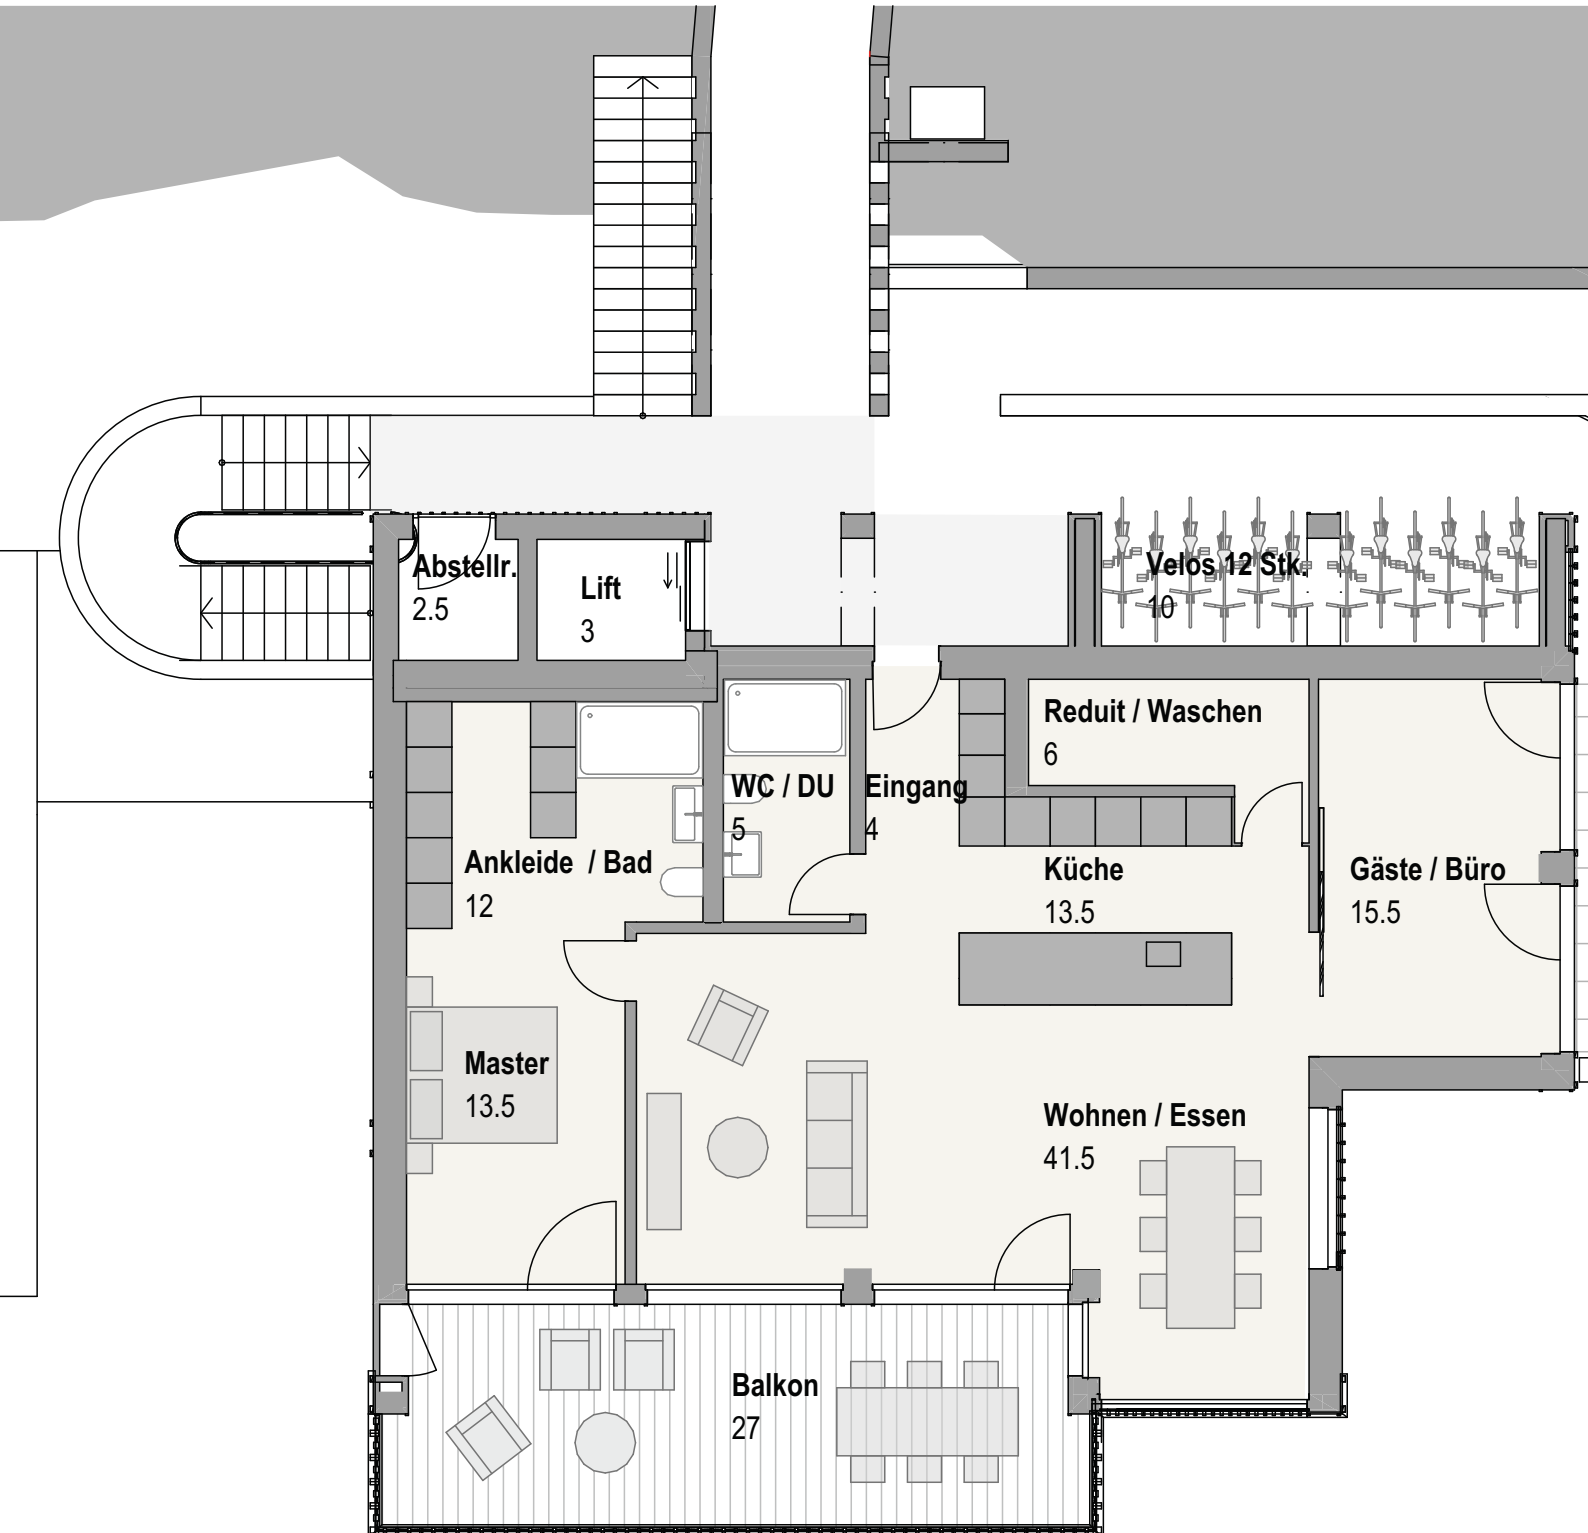 Abstellr.
2.5
Lift
3
Velos 12 Stk.
10
Reduit / Waschen
6
WC / DU
5
Eingang
4
Ankleide / Bad
12
Küche
13.5
Gäste / Büro
15.5
Master
13.5
Wohnen / Essen
41.5
Balkon
27